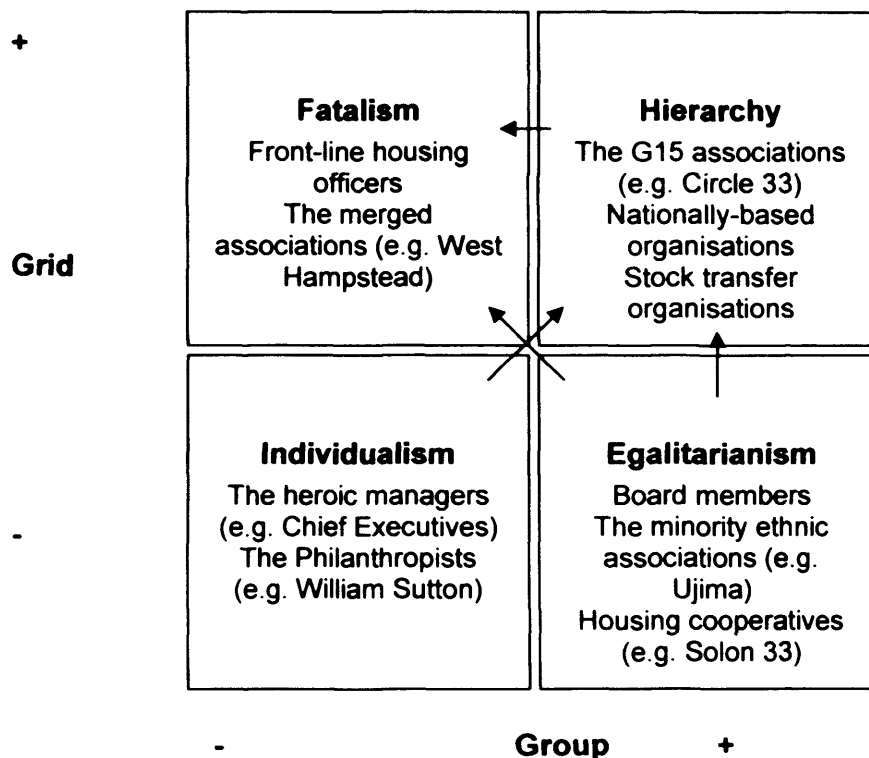 +
Fatalism
Front-line housing
officers
The merged
associations (e.g. West
Hampstead)
Hierarchy
The G15 associations
(e.g. Circle 33)
Nationally-based
organisations
Stock transfer
organisations
Grid
Individualism
The heroic managers
(e.g. Chief Executives)
The Philanthropists
(e.g. William Sutton)
Egalitarianism
Board members
The minority ethnic
associations (e.g.
Ujima)
Housing cooperatives
(e.g. Solon 33)
-
-
Group
+